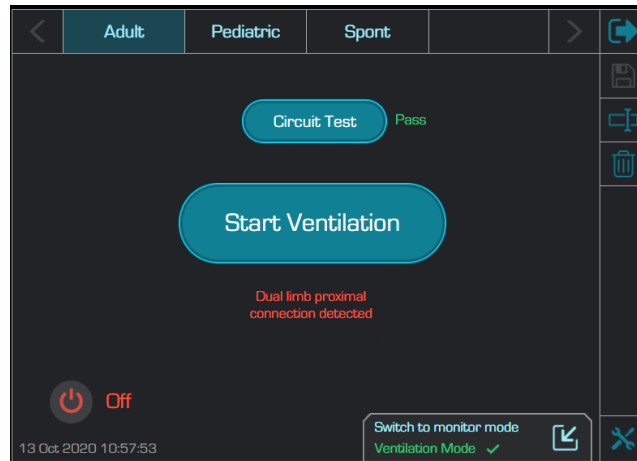 Adult
Pediatric
Spont
Circuit Test
Pass
Start Ventilation
Dual limb proximal
connection detected
Off
Switch to monitor mode
Ventilation Mode
13 Oct 2020 10:57:53